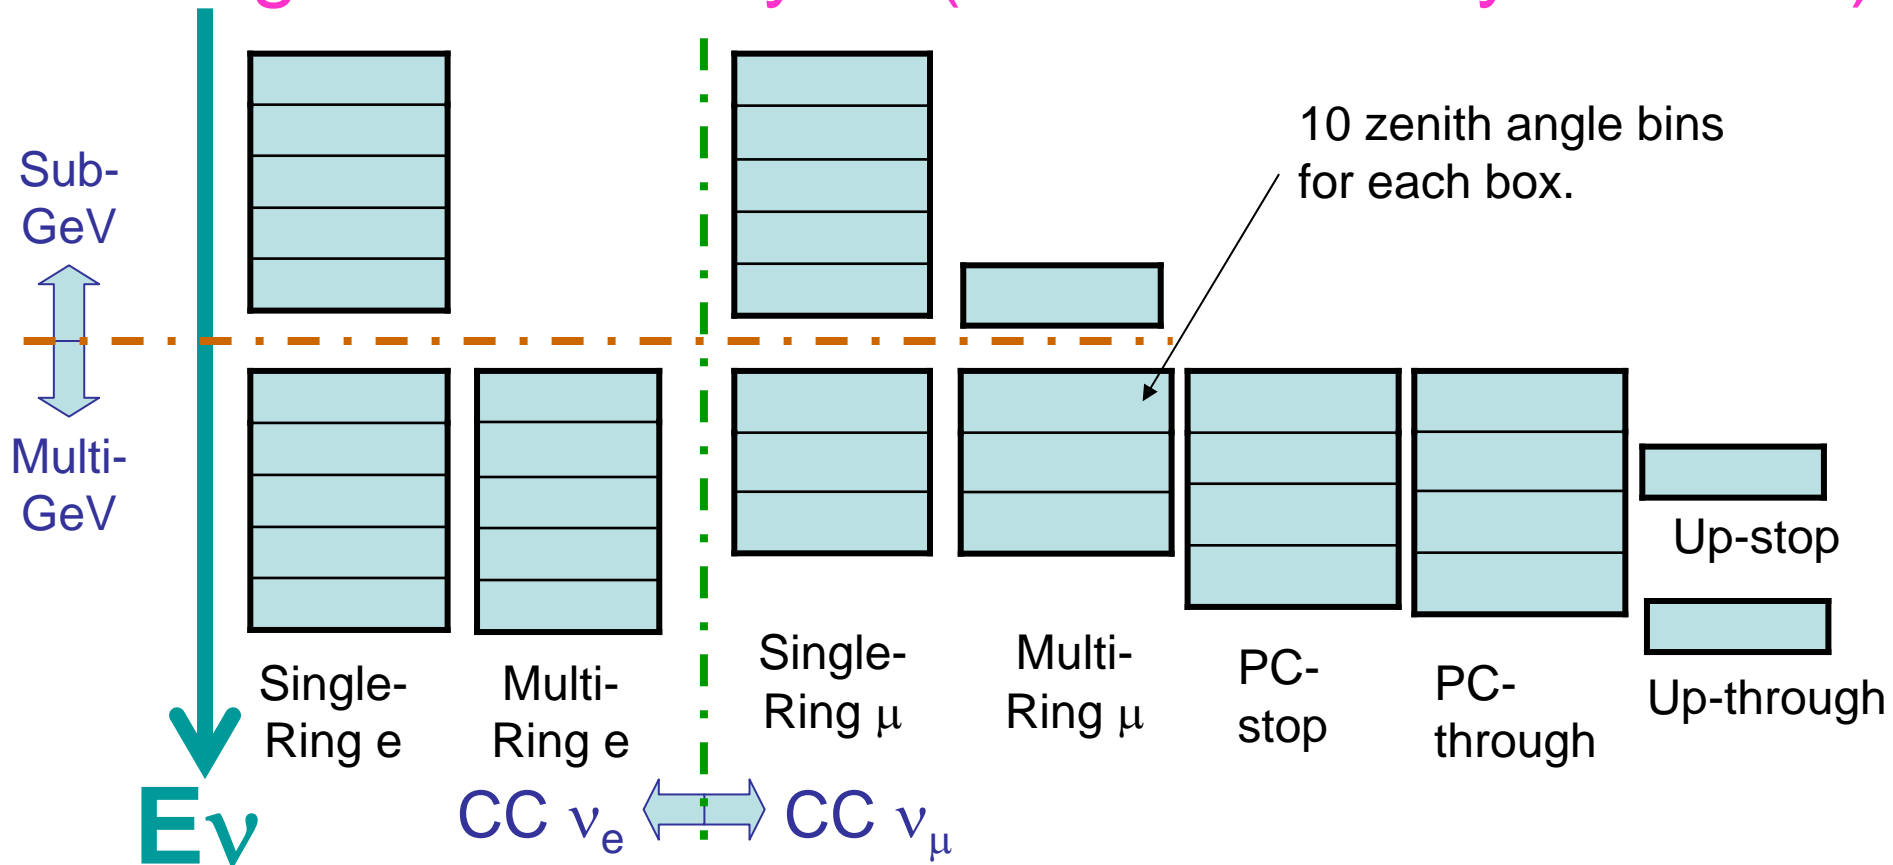 10 zenith angle bins
for each box.
Sub-
GeV
Multi-
GeV
Up-stop
Up-through
Single-
Ring e
Multi-
Ring e
Single-
Ring μ
Multi-
Ring μ
PC-
stop
PC-
through
CC νe
CC νμ
Eν